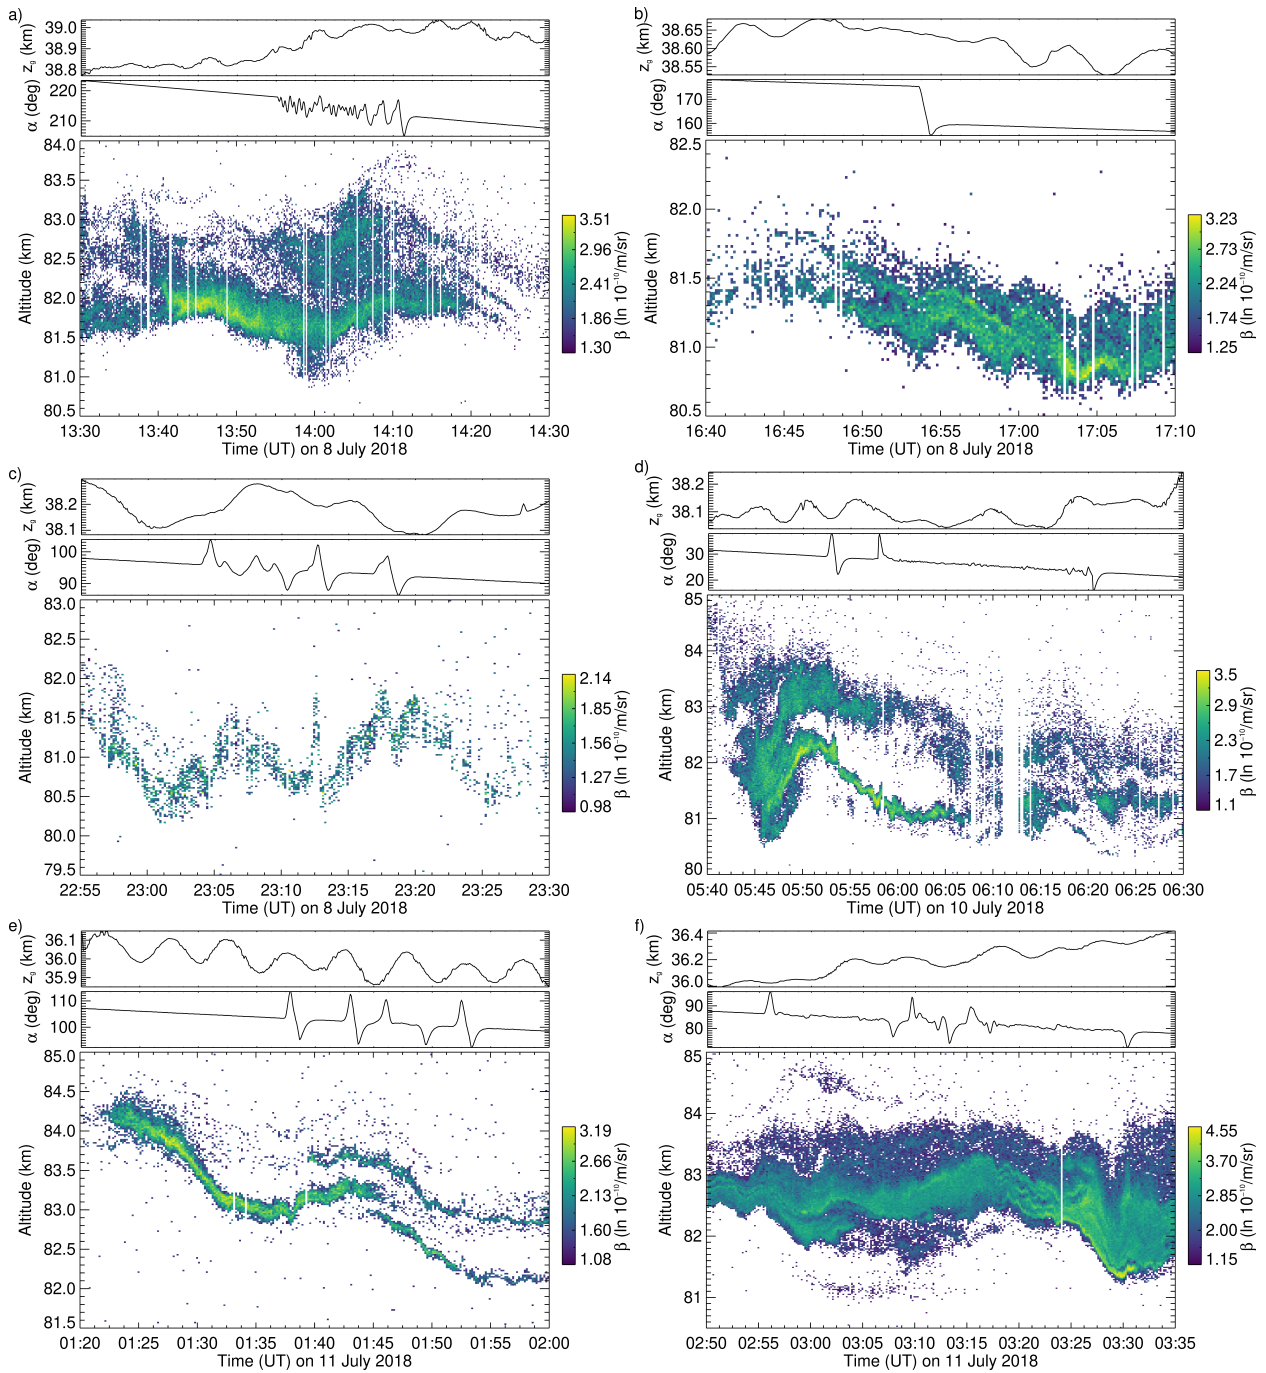 a)
z_g (km)
39.0
38.9
38.8
α (deg)
220
210
Altitude (km)
84.0
83.5
83.0
82.5
82.0
81.5
81.0
80.5
13:30 13:40 13:50 14:00 14:10 14:20 14:30
Time (UT) on 8 July 2018
3.51
2.96
2.41
1.86
1.30
β (ln 10⁻¹⁰/m/sr)
b)
z_g (km)
38.65
38.60
38.55
α (deg)
170
160
Altitude (km)
82.5
82.0
81.5
81.0
80.5
16:40 16:45 16:50 16:55 17:00 17:05 17:10
Time (UT) on 8 July 2018
3.23
2.73
2.24
1.74
1.25
β (ln 10⁻¹⁰/m/sr)
c)
z_g (km)
38.2
38.1
α (deg)
100
90
Altitude (km)
83.0
82.5
82.0
81.5
81.0
80.5
80.0
79.5
22:55 23:00 23:05 23:10 23:15 23:20 23:25 23:30
Time (UT) on 8 July 2018
2.14
1.85
1.56
1.27
0.98
β (ln 10⁻¹⁰/m/sr)
d)
z_g (km)
38.2
38.1
α (deg)
30
20
Altitude (km)
85
84
83
82
81
80
05:40 05:45 05:50 05:55 06:00 06:05 06:10 06:15 06:20 06:25 06:30
Time (UT) on 10 July 2018
3.5
2.9
2.3
1.7
1.1
β (ln 10⁻¹⁰/m/sr)
e)
z_g (km)
36.1
36.0
35.9
α (deg)
110
100
Altitude (km)
85.0
84.5
84.0
83.5
83.0
82.5
82.0
81.5
01:20 01:25 01:30 01:35 01:40 01:45 01:50 01:55 02:00
Time (UT) on 11 July 2018
3.19
2.66
2.13
1.60
1.08
β (ln 10⁻¹⁰/m/sr)
f)
z_g (km)
36.4
36.2
36.0
α (deg)
90
80
Altitude (km)
85
84
83
82
81
02:50 02:55 03:00 03:05 03:10 03:15 03:20 03:25 03:30 03:35
Time (UT) on 11 July 2018
4.55
3.70
2.85
2.00
1.15
β (ln 10⁻¹⁰/m/sr)